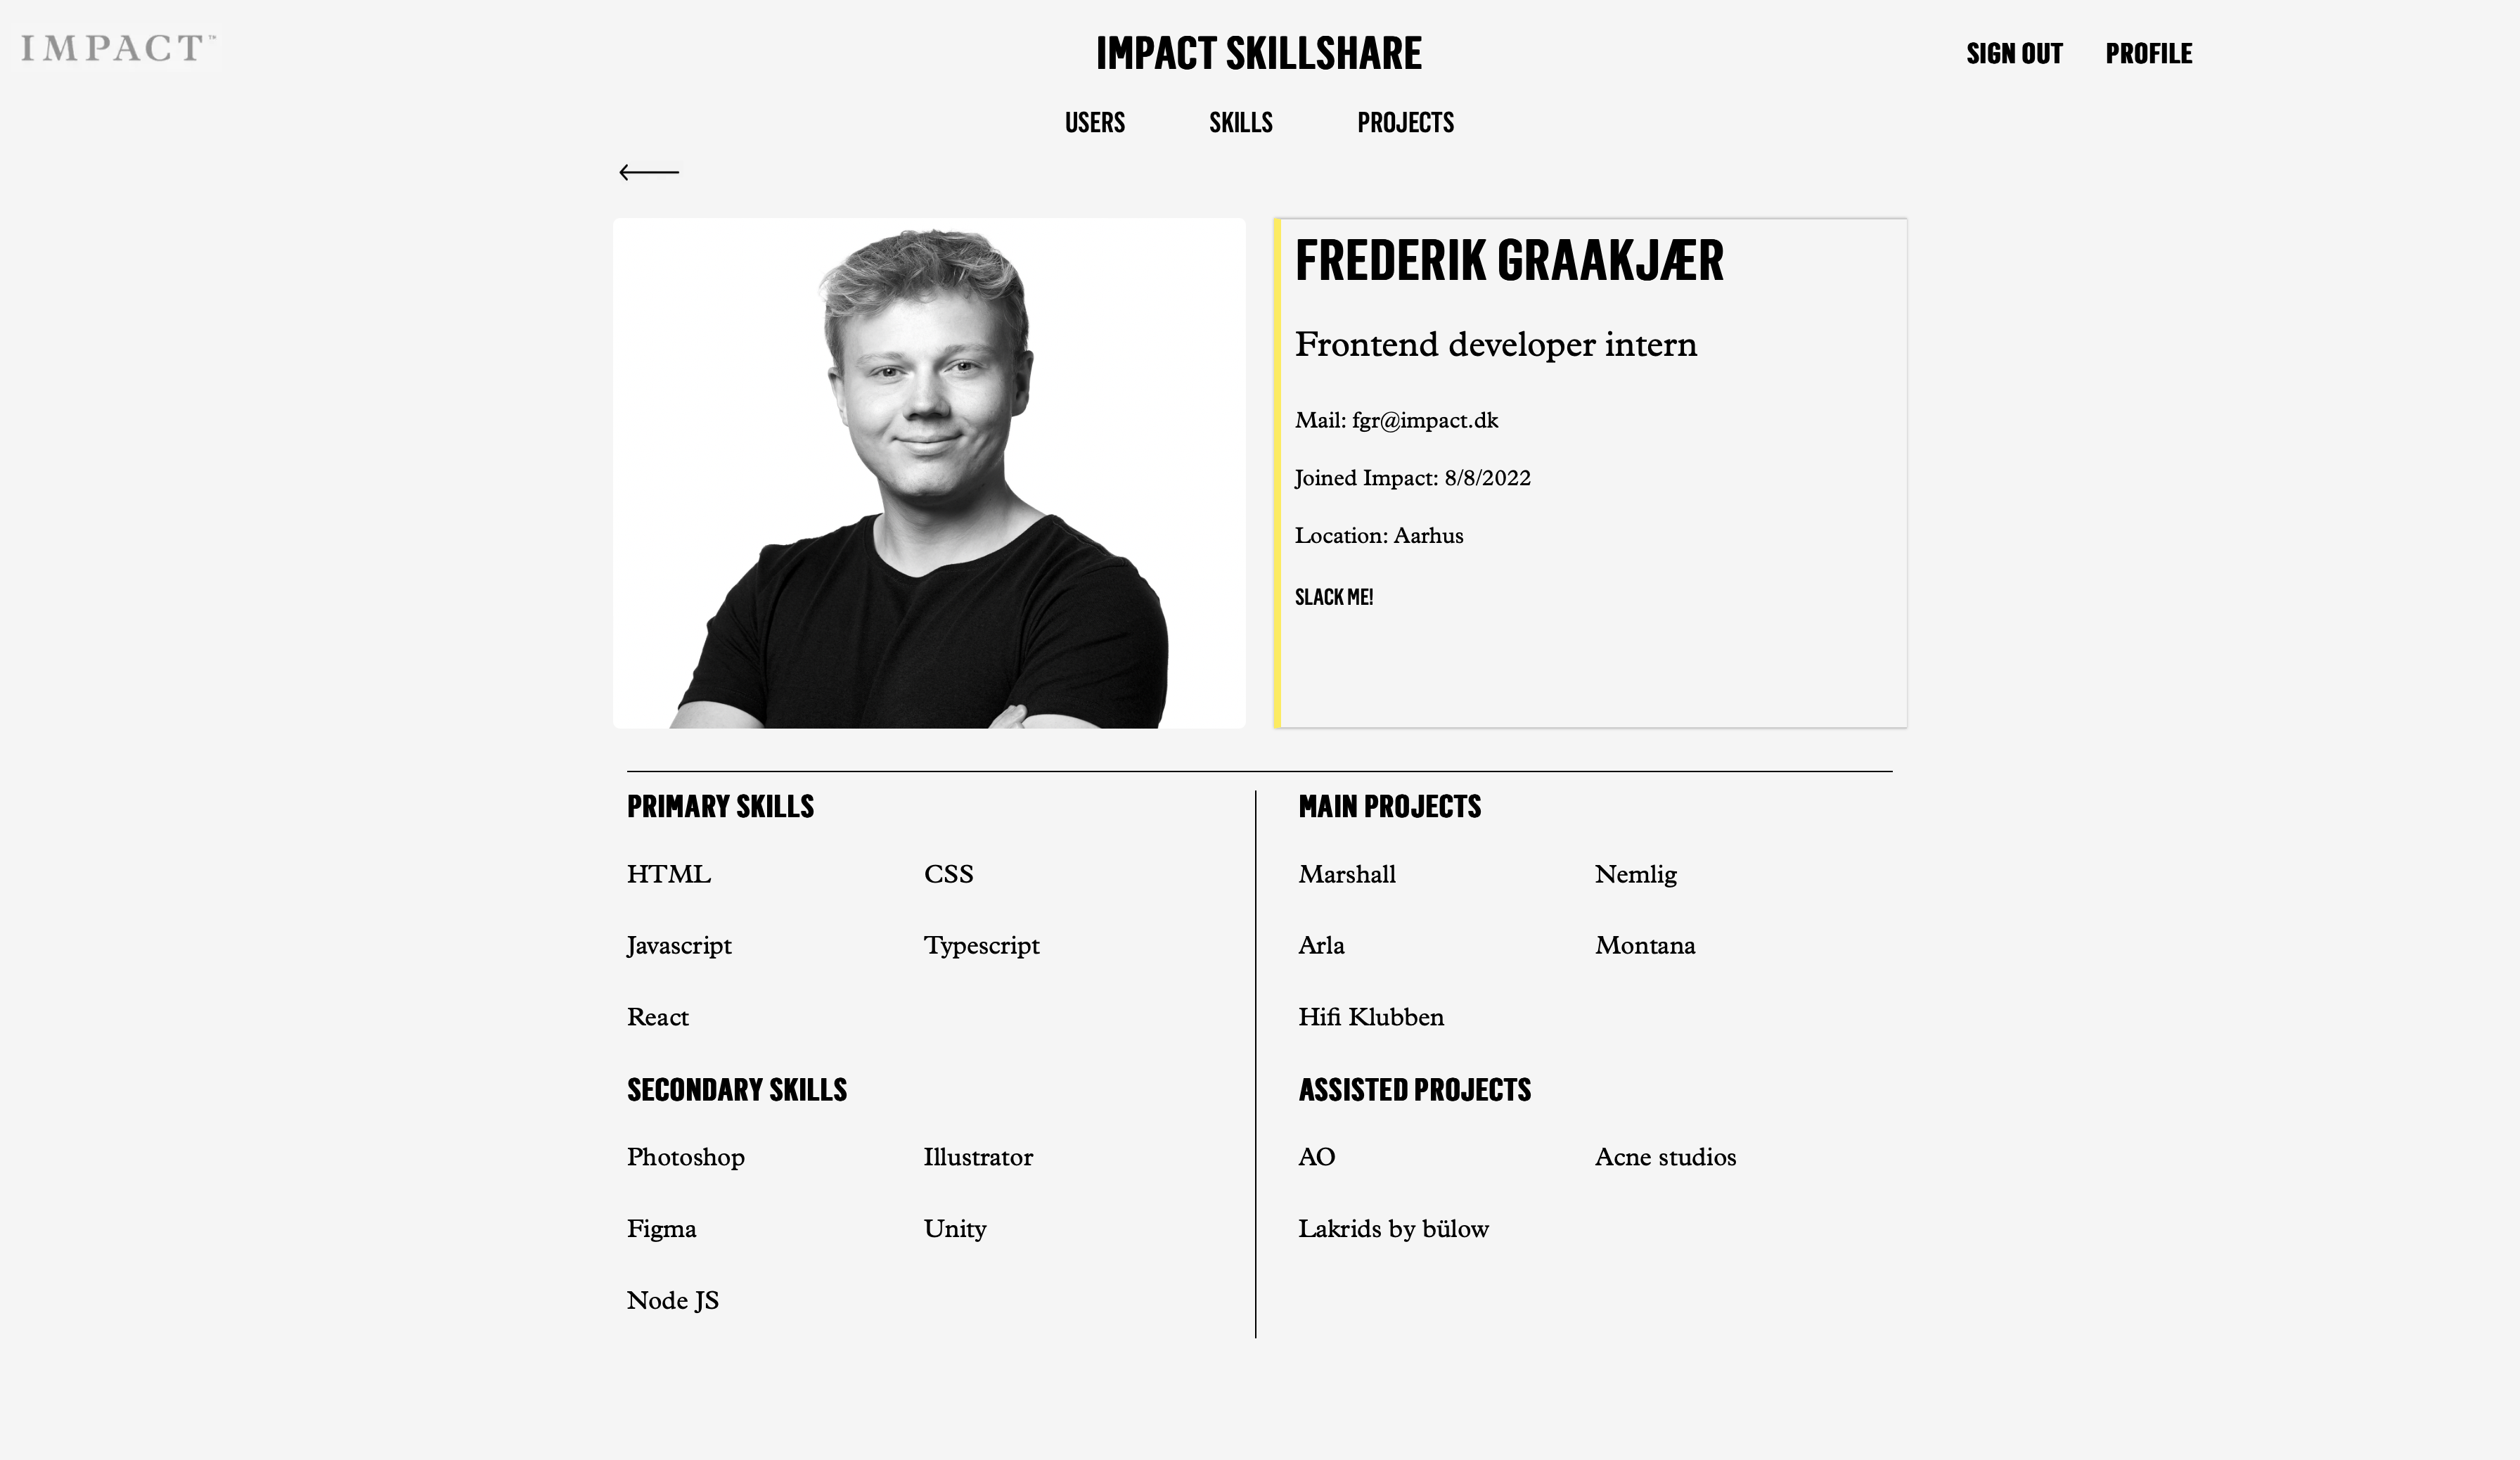 IMPACT™
IMPACT SKILLSHARE
SIGN OUT
PROFILE
USERS
SKILLS
PROJECTS
FREDERIK GRAAKJÆR
Frontend developer intern
Mail: fgr@impact.dk
Joined Impact: 8/8/2022
Location: Aarhus
SLACK ME!
PRIMARY SKILLS
HTML
CSS
Javascript
Typescript
React
SECONDARY SKILLS
Photoshop
Illustrator
Figma
Unity
Node JS
MAIN PROJECTS
Marshall
Nemlig
Arla
Montana
Hifi Klubben
ASSISTED PROJECTS
AO
Acne studios
Lakrids by bülow